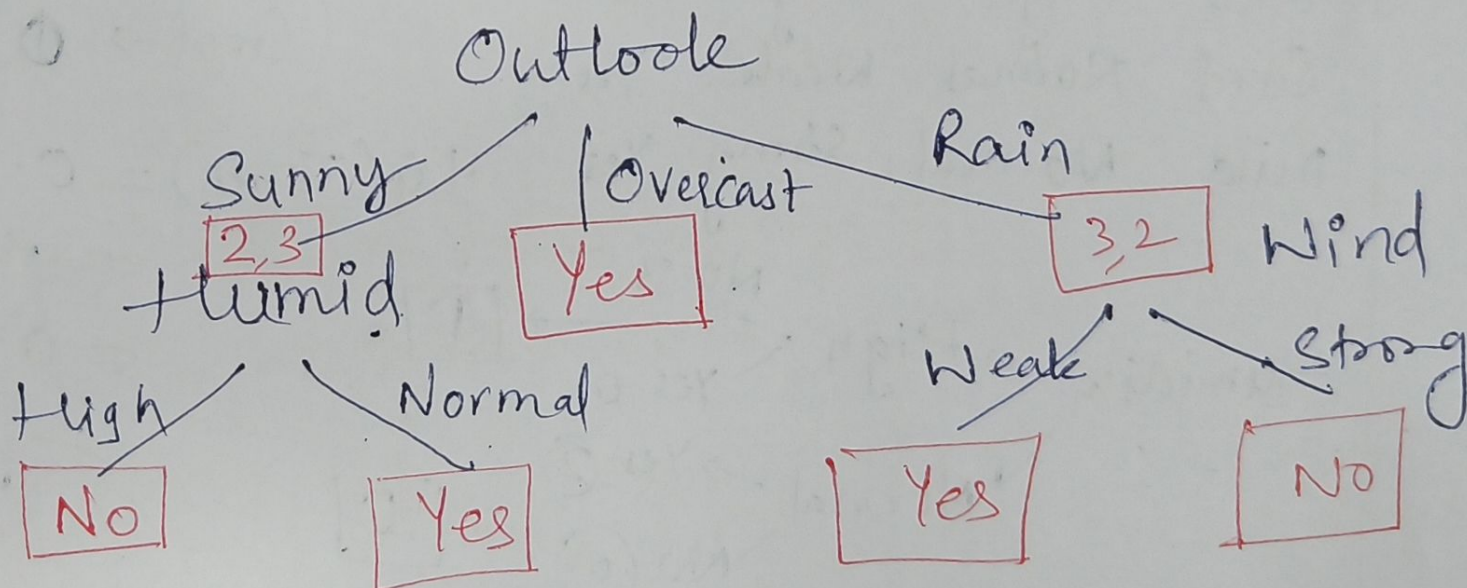 Outlook
Sunny Overcast Rain
2,3 Yes 3,2 Wind
Humid
High Normal Weak Strong
No Yes Yes No